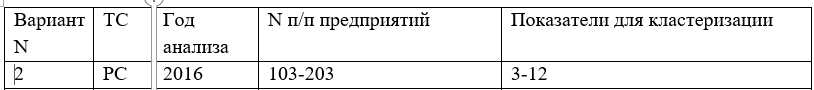 Вариант N ТС Год анализа N п/п предприятий Показатели для кластеризации
2 РС 2016 103-203 3-12